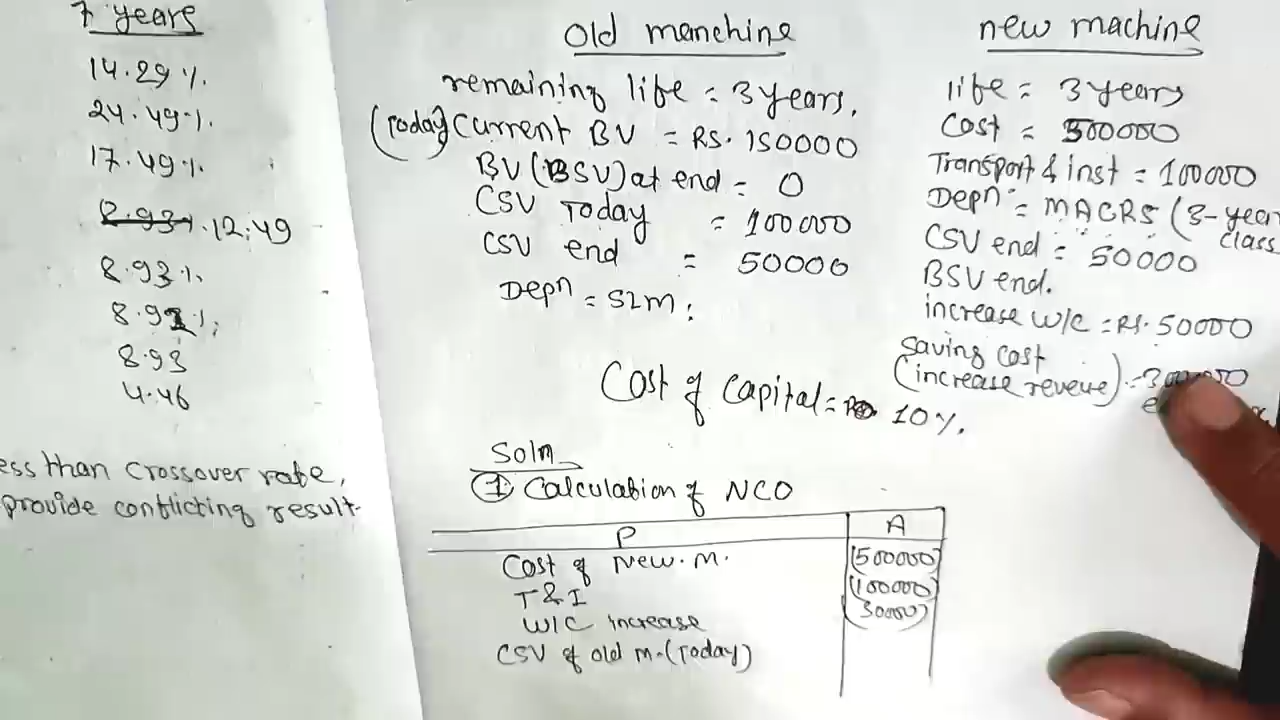 7 years
14.29%.
24.49%.
17.49%.
8.93%.12.49
8.93%
8.93%
8.93
4.46
ess than crossover rate,
provide conflicting result.
Old manchine
remaining life = 3 years.
(Today) Current BV = RS. 150000
BV(BSV) at end = 0
CSV Today = 100000
CSV end = 50000
Depn = SLM.
Cost of Capital = 10%.
Soln
① Calculation of NCO
P A
Cost of New. M. (500000)
T & I (100000)
W/C increase (50000)
CSV of old m. (Today)
new machine
life = 3 years
Cost = 500000
Transport & inst = 100000
Depn = MACRS (3-year
class
CSV end = 50000
BSV end.
increase W/C = Rs. 50000
Saving cost
(increase reveue) =